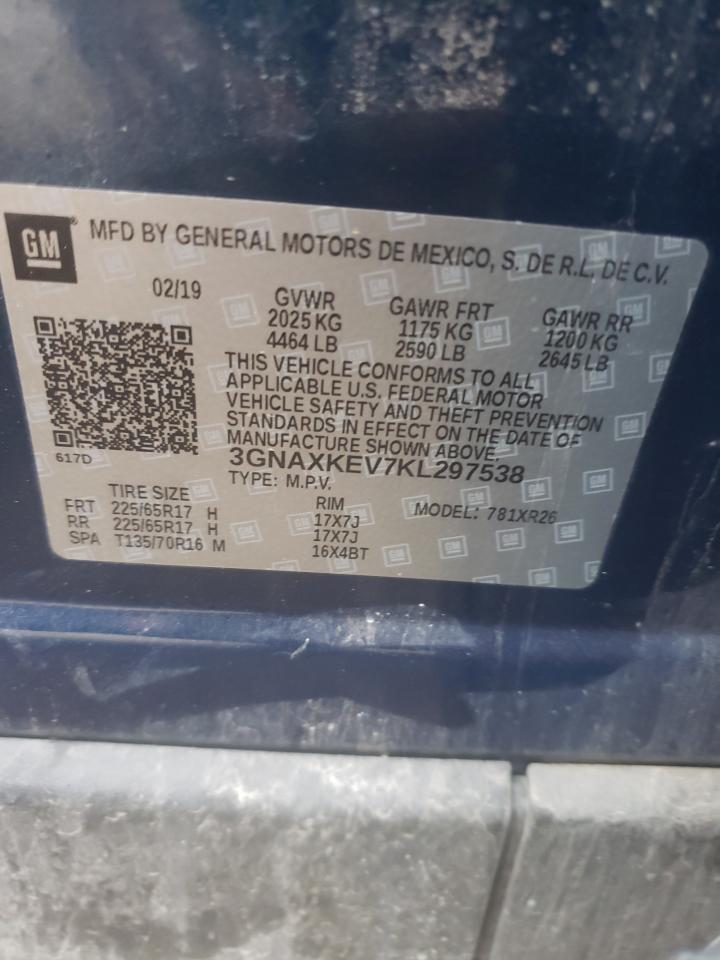 GM MFD BY GENERAL MOTORS DE MEXICO, S. DE R.L. DE C.V.
02/19 GVWR GAWR FRT GAWR RR
2025 KG 1175 KG 1200 KG
4464 LB 2590 LB 2645 LB
THIS VEHICLE CONFORMS TO ALL
APPLICABLE U.S. FEDERAL MOTOR
VEHICLE SAFETY AND THEFT PREVENTION
STANDARDS IN EFFECT ON THE DATE OF
MANUFACTURE SHOWN ABOVE.
617D
3GNAXKEV7KL297538
TYPE: M.P.V. MODEL: 781XR26
TIRE SIZE RIM
FRT 225/65R17 H 17X7J
RR 225/65R17 H 17X7J
SPA T135/70R16 M 16X4BT